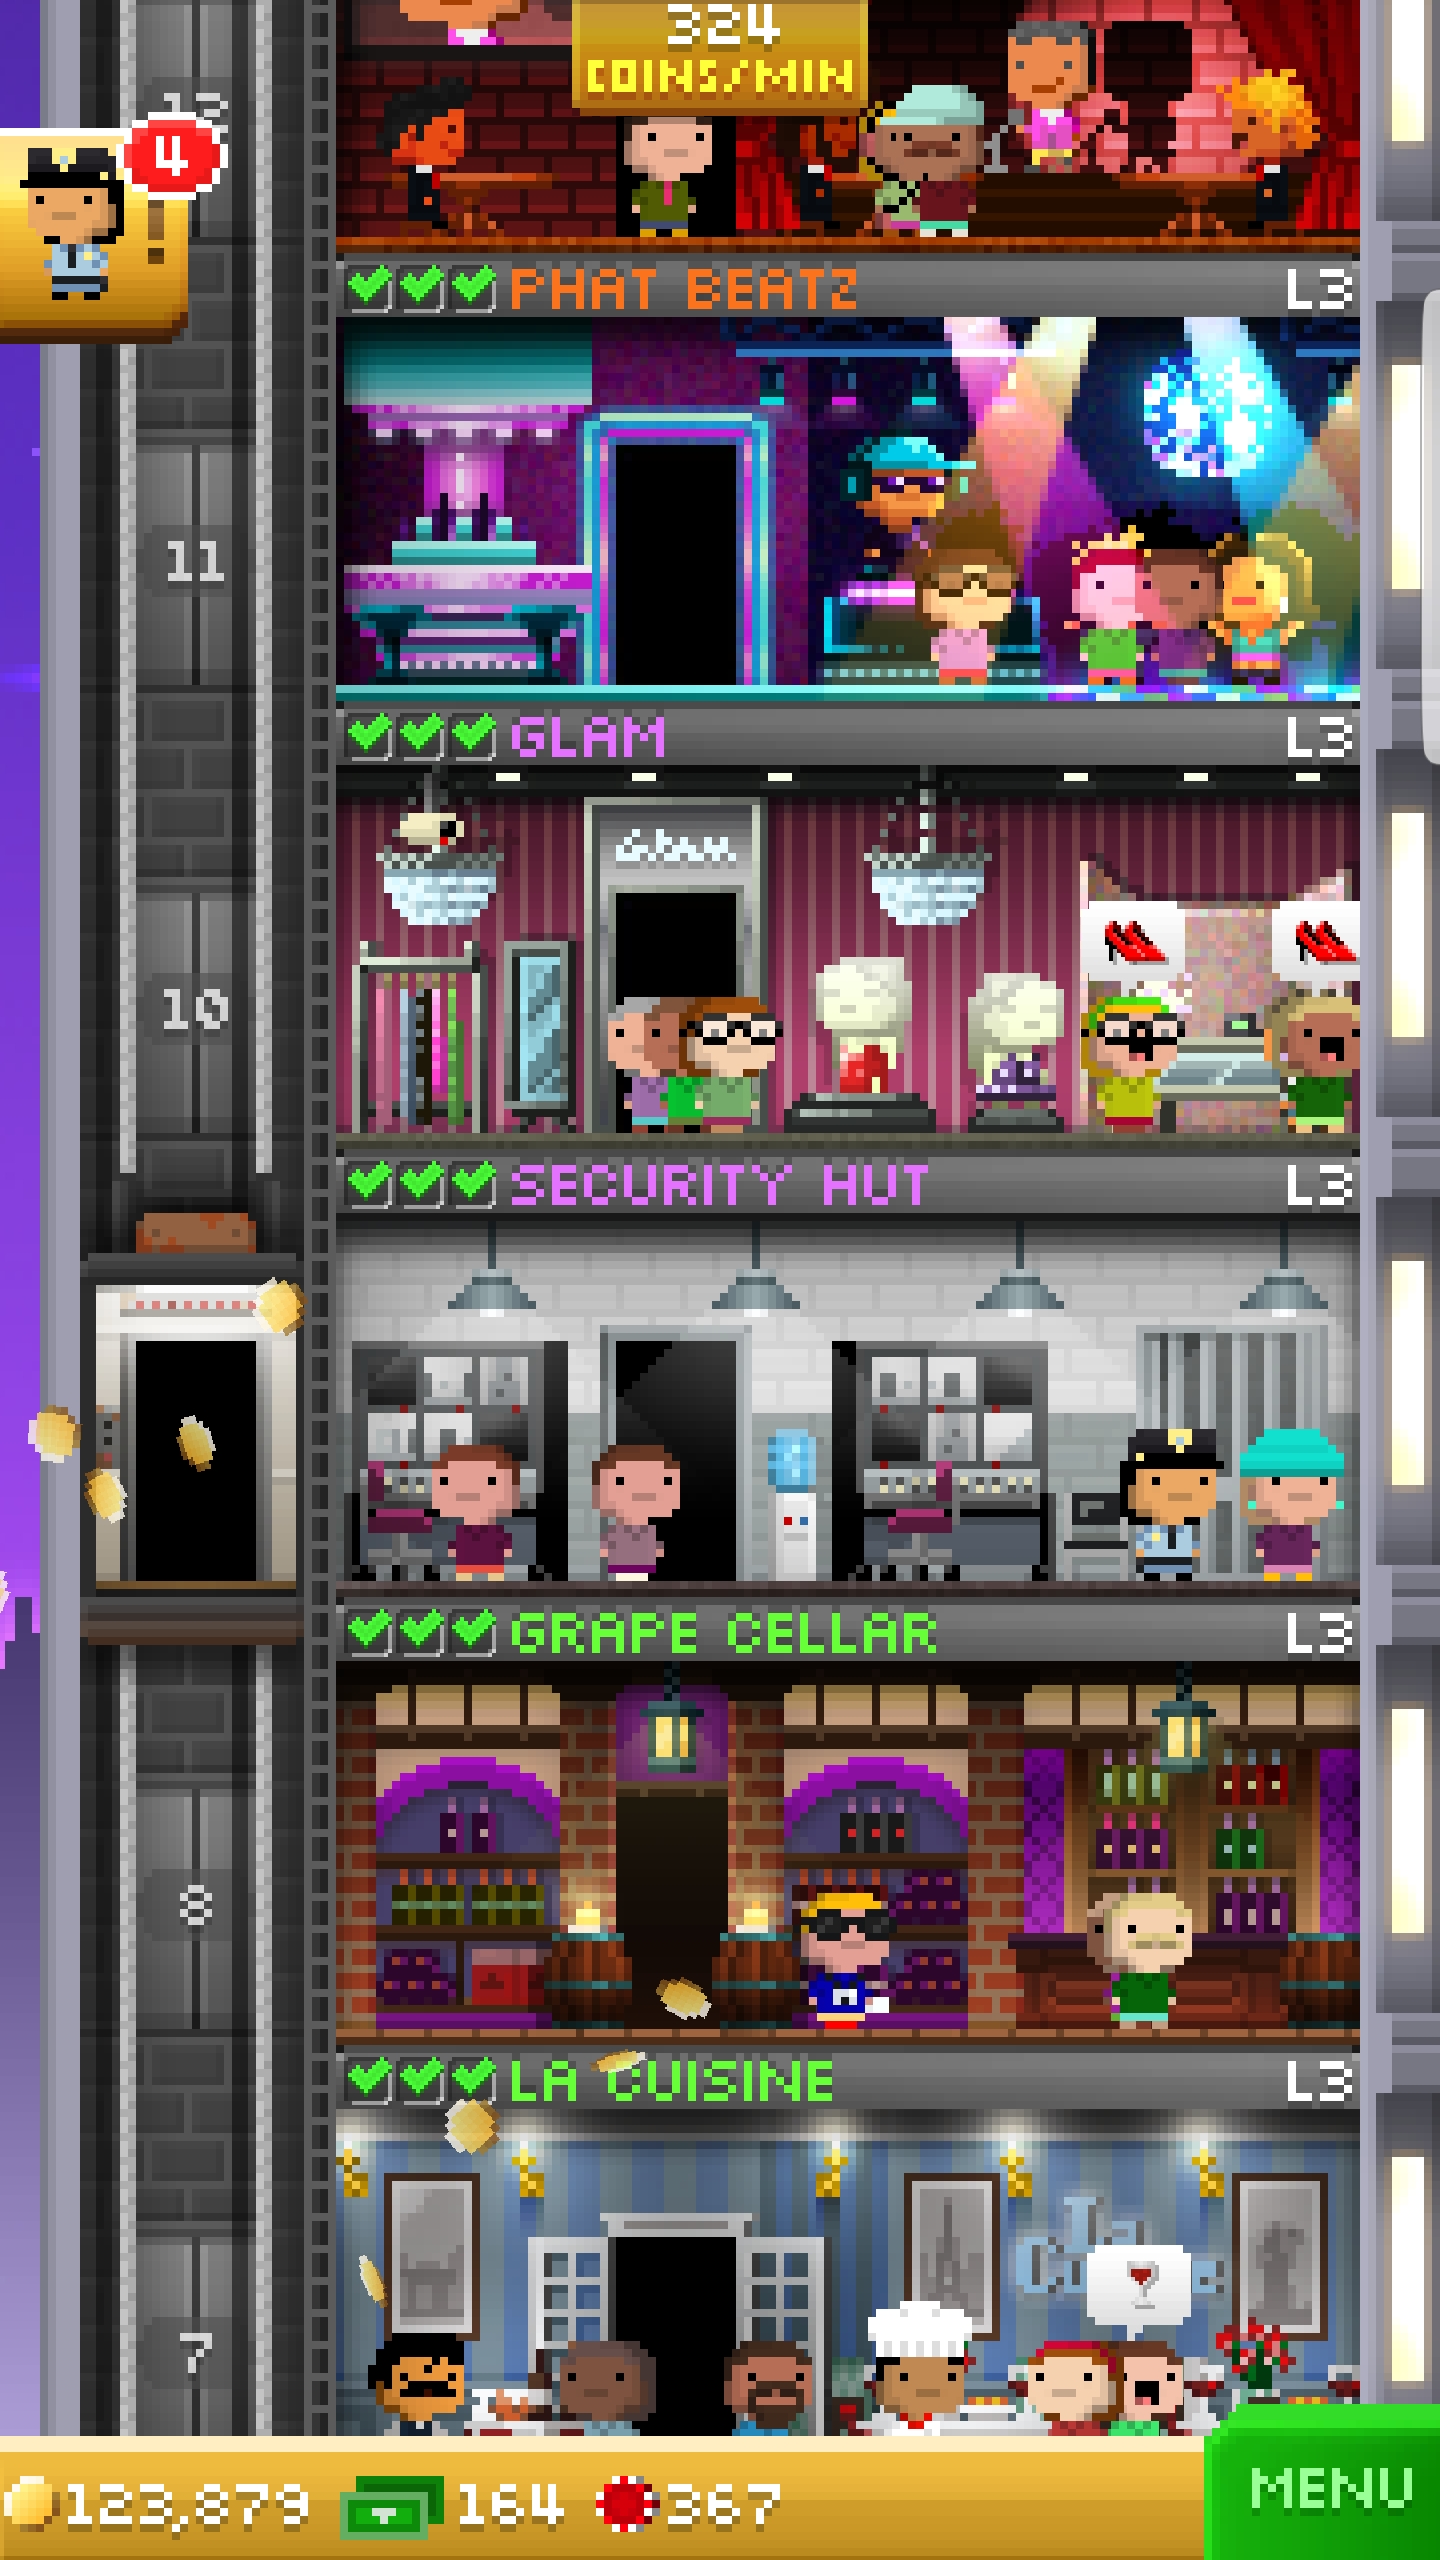 324
COINS/MIN
12
4
!
PHAT BEATZ L3
11
GLAM L3
Glam
10
SECURITY HUT L3
GRAPE CELLAR L3
8
LA CUISINE L3
La
7
123,879 164 367
MENU